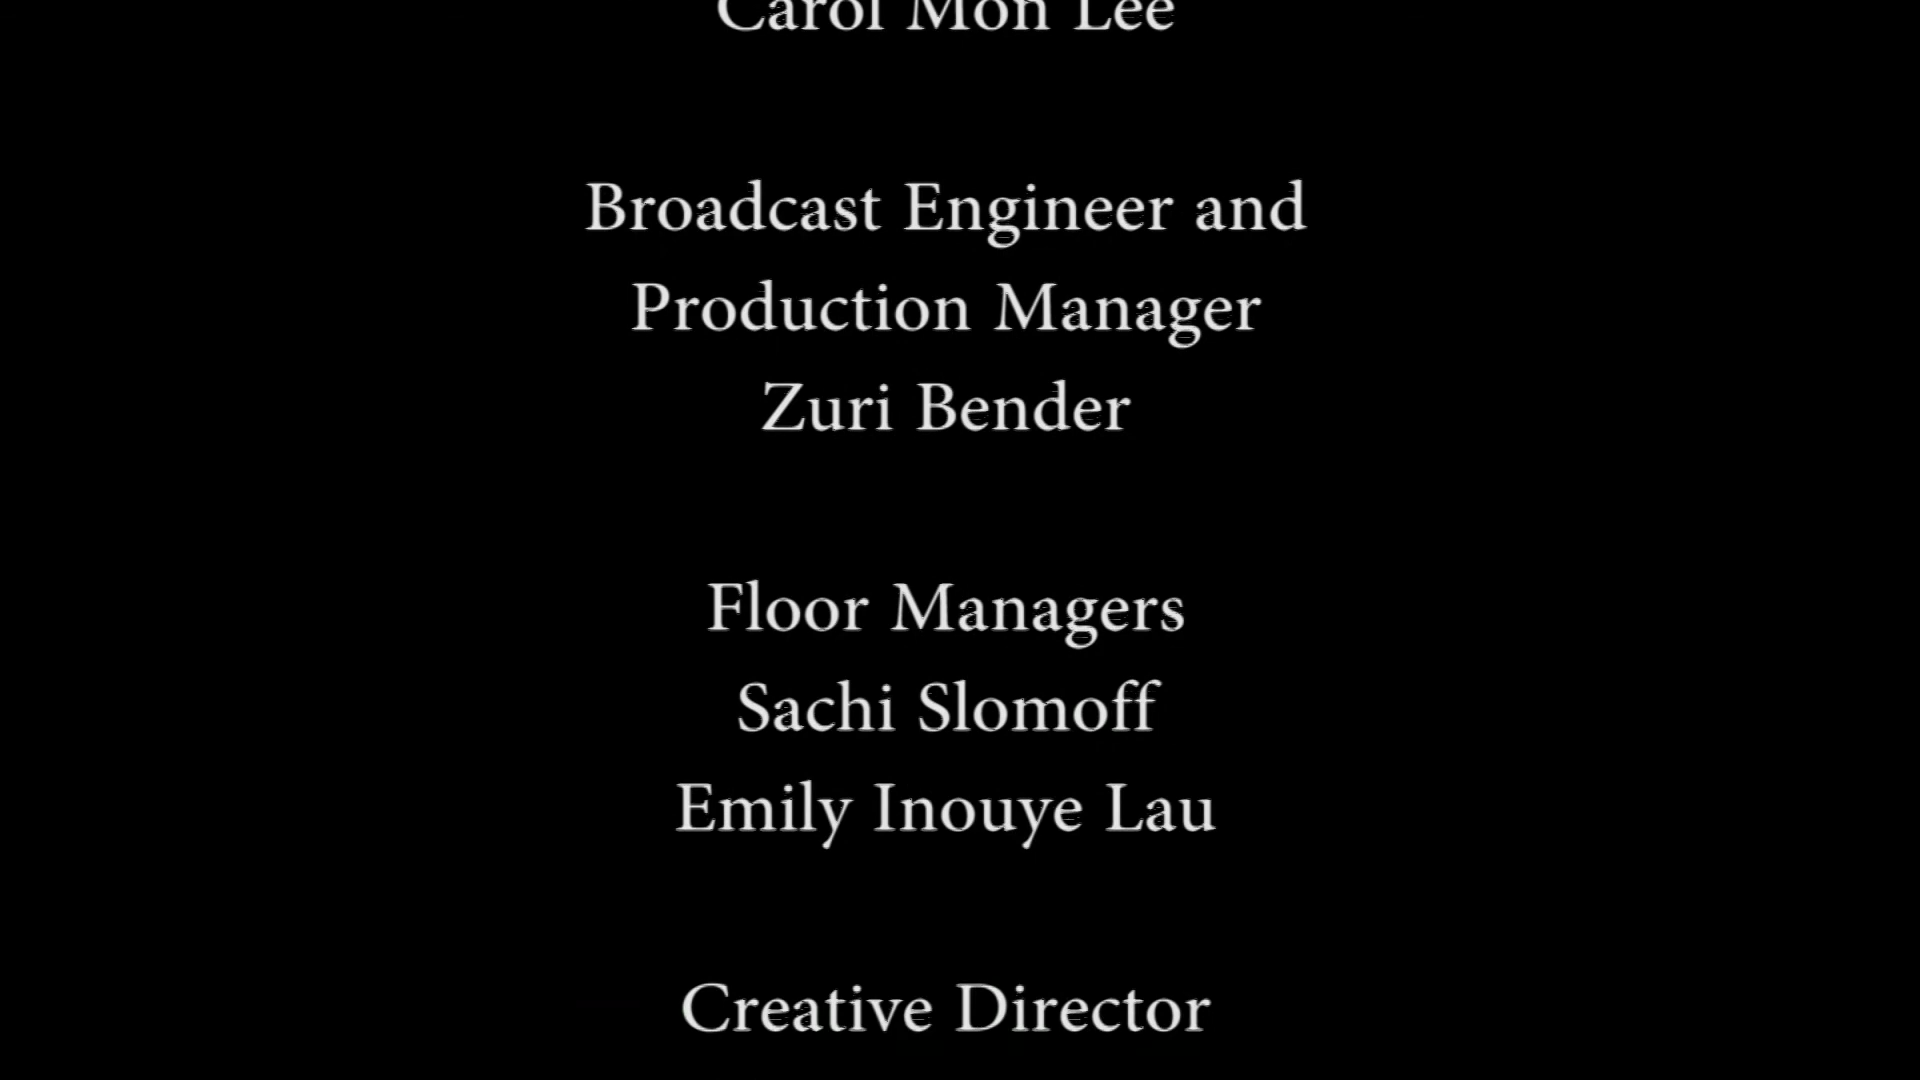 Carol Mon Lee
Broadcast Engineer and
Production Manager
Zuri Bender
Floor Managers
Sachi Slomoff
Emily Inouye Lau
Creative Director